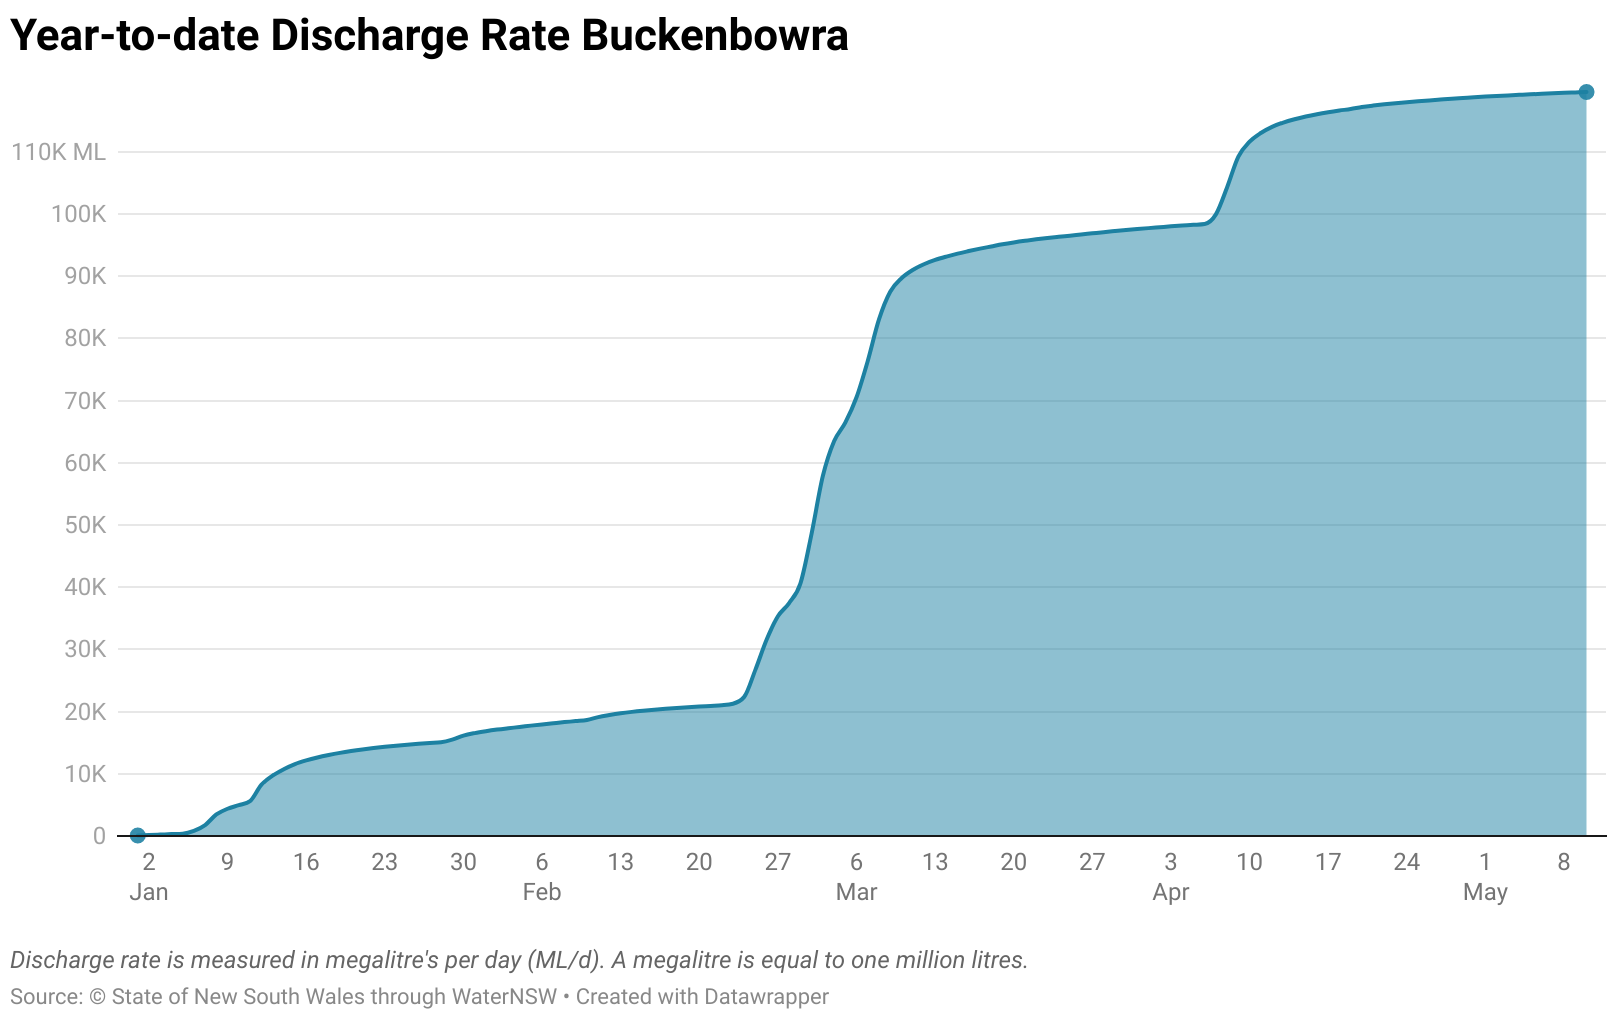 Year-to-date Discharge Rate Buckenbowra
110K ML
100K
90K
80K
70K
60K
50K
40K
30K
20K
10K
0
2 9 16 23 30 6 13 20 27 6 13 20 27 3 10 17 24 1 8
Jan Feb Mar Apr May
Discharge rate is measured in megalitre's per day (ML/d). A megalitre is equal to one million litres.
Source: © State of New South Wales through WaterNSW • Created with Datawrapper